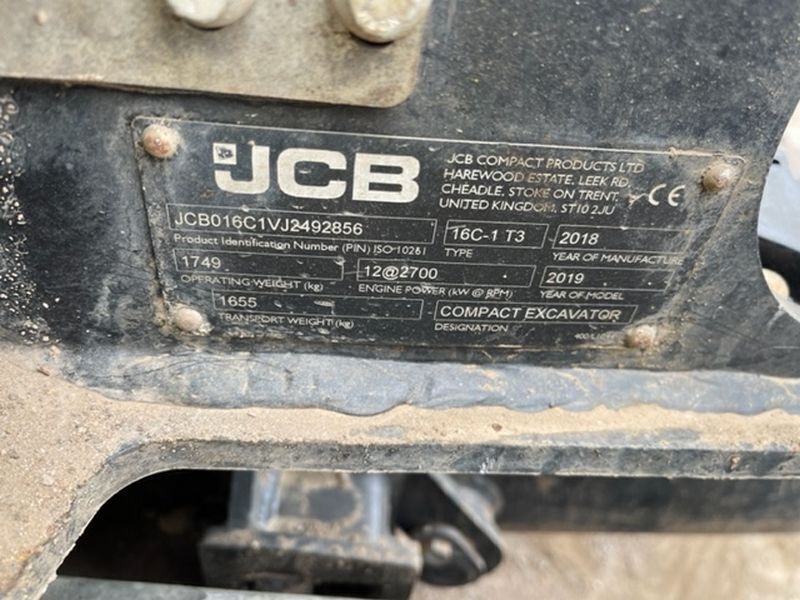 JCB
JCB COMPACT PRODUCTS LTD
HAREWOOD ESTATE. LEEK RD.
CHEADLE. STOKE ON TRENT.
UNITED KINGDOM. ST10 2JU
CE
JCB016C1VJ2492856
Product Identification Number (PIN) ISO 10261
16C-1 T3
TYPE
2018
YEAR OF MANUFACTURE
1749
OPERATING WEIGHT (kg)
12@2700
ENGINE POWER (kW @ RPM)
2019
YEAR OF MODEL
1655
TRANSPORT WEIGHT (kg)
COMPACT EXCAVATOR
DESIGNATION